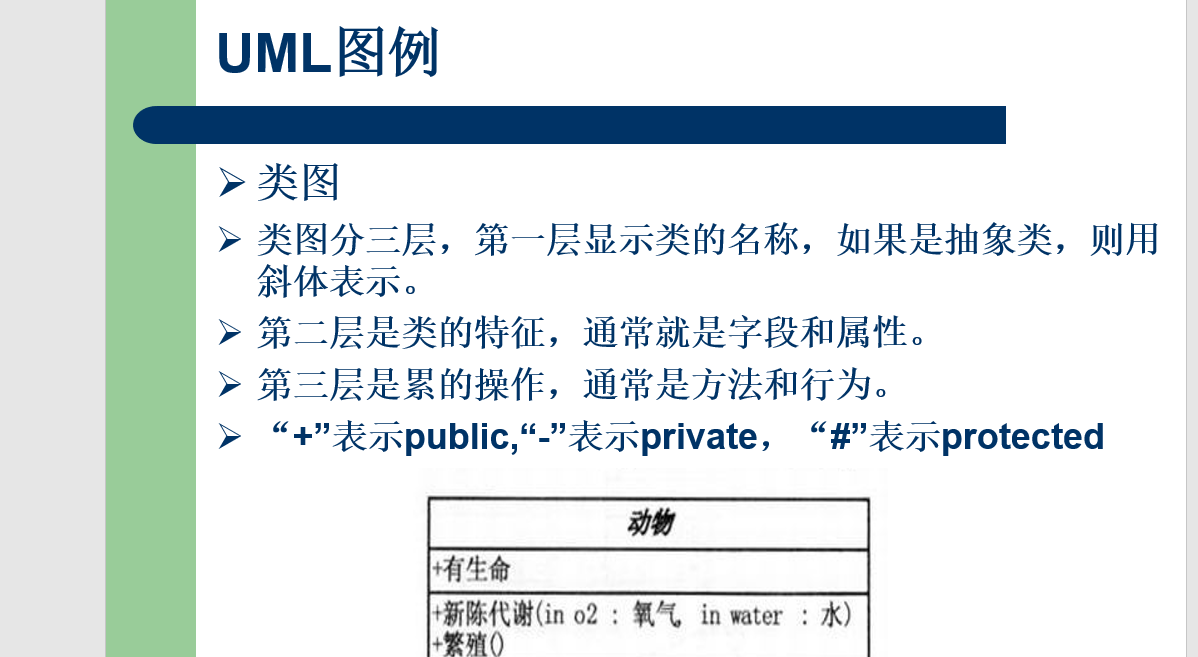 UML图例
类图
类图分三层，第一层显示类的名称，如果是抽象类，则用
斜体表示。
第二层是类的特征，通常就是字段和属性。
第三层是累的操作，通常是方法和行为。
“+”表示public,“-”表示private，“#”表示protected
动物
+有生命
+新陈代谢(in o2 : 氧气, in water : 水)
+繁殖()